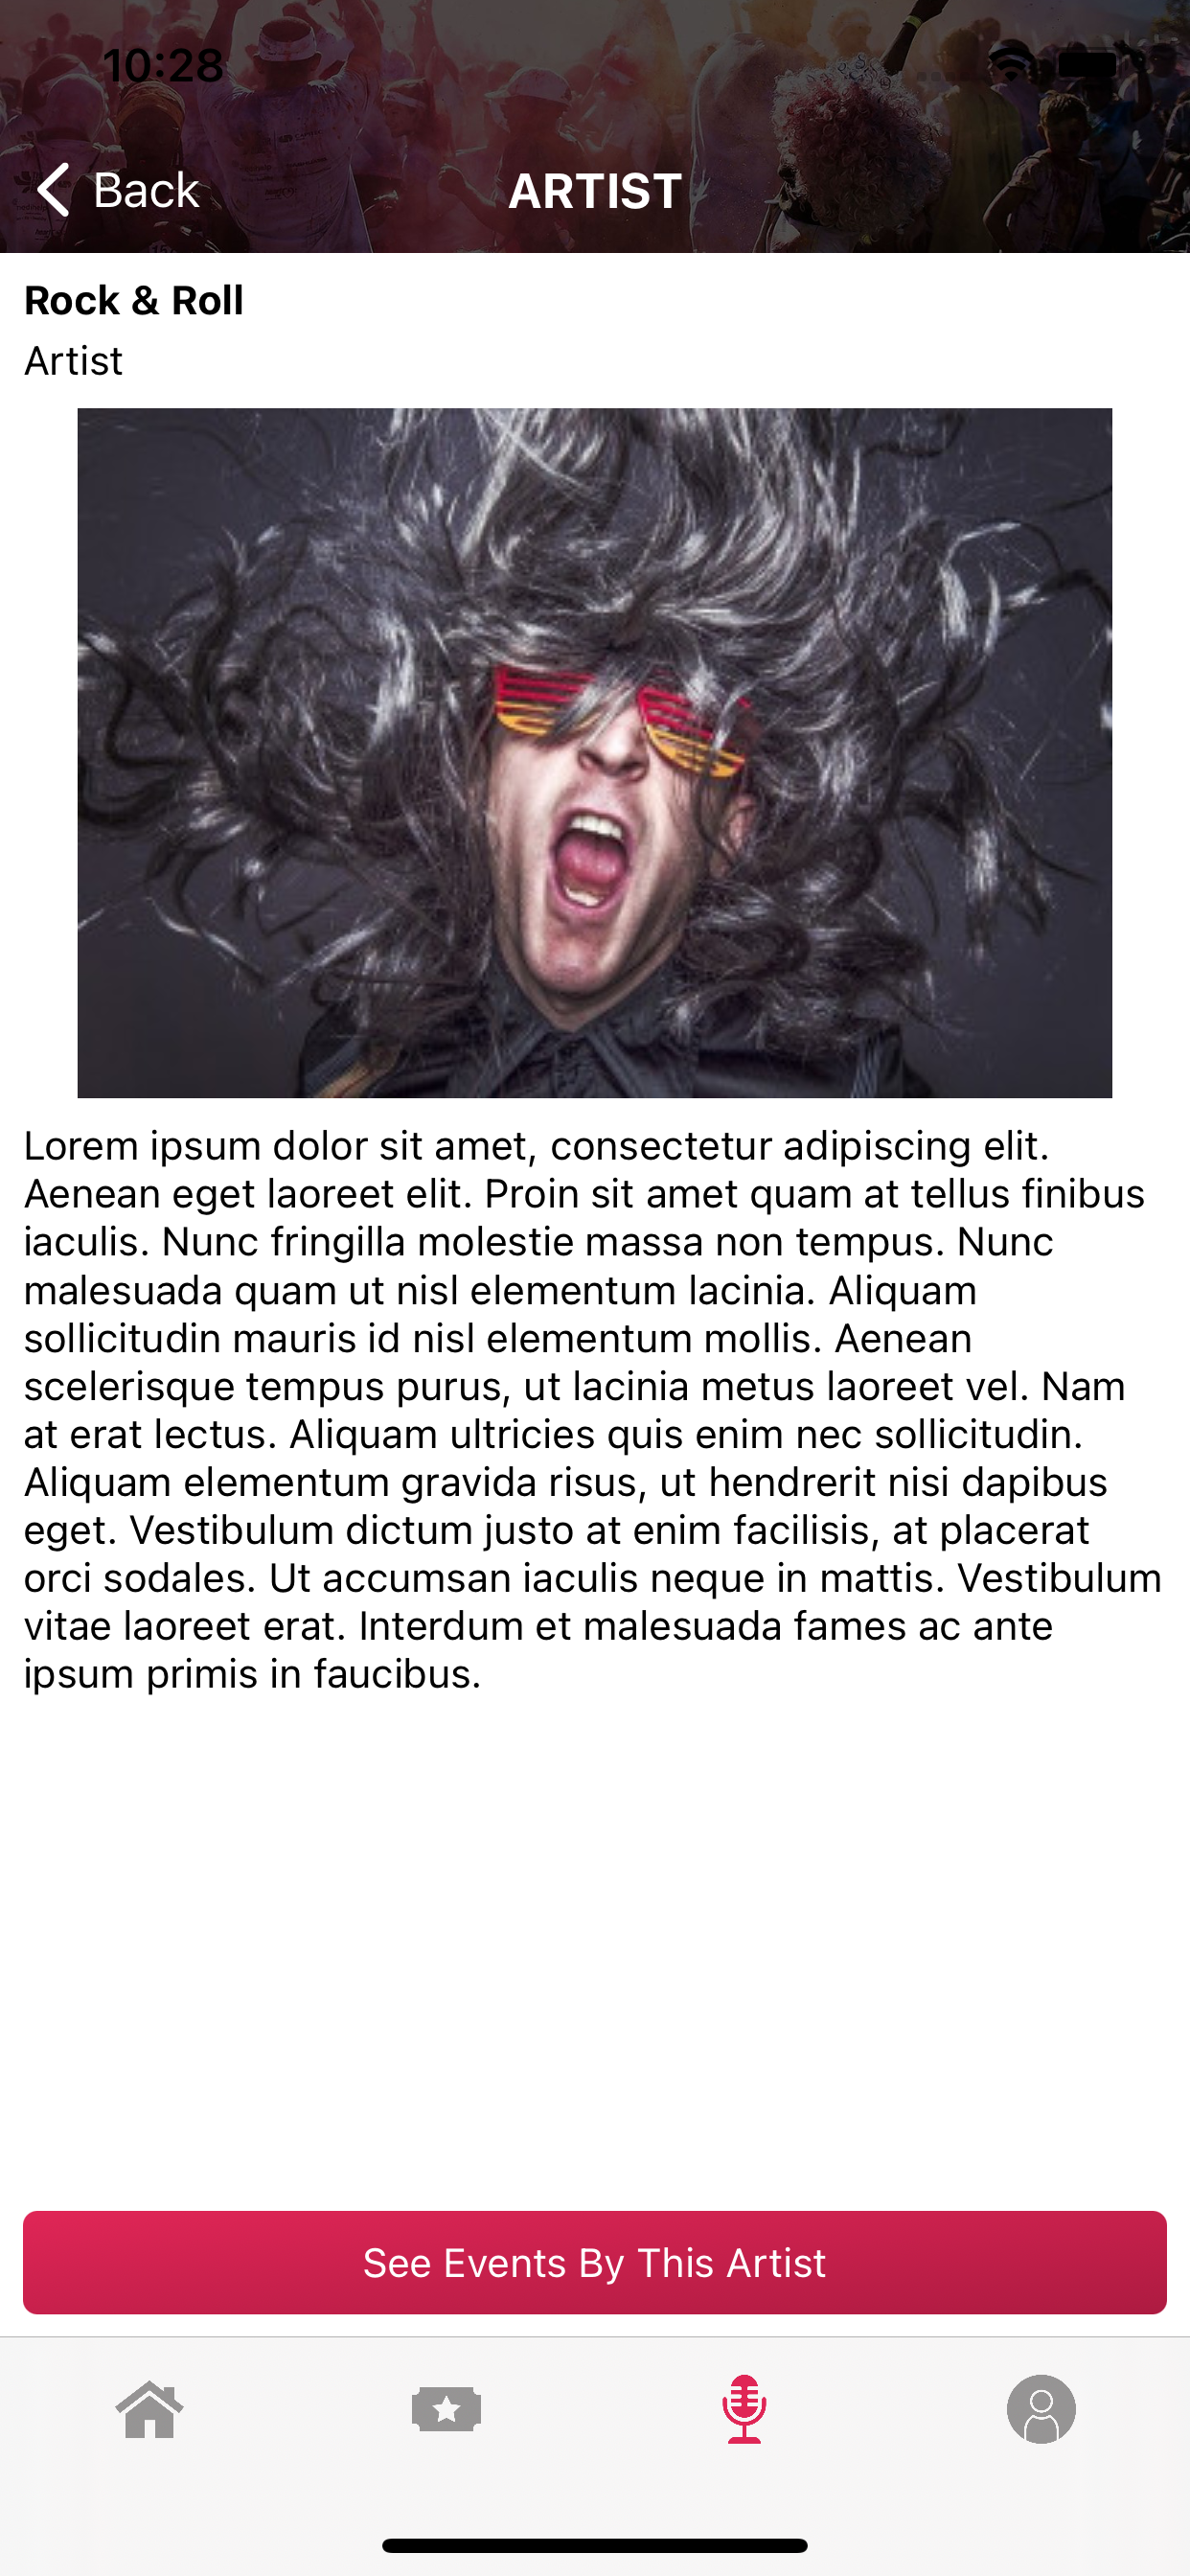 10:28
Back
ARTIST
Rock & Roll
Artist
Lorem ipsum dolor sit amet, consectetur adipiscing elit.
Aenean eget laoreet elit. Proin sit amet quam at tellus finibus
iaculis. Nunc fringilla molestie massa non tempus. Nunc
malesuada quam ut nisl elementum lacinia. Aliquam
sollicitudin mauris id nisl elementum mollis. Aenean
scelerisque tempus purus, ut lacinia metus laoreet vel. Nam
at erat lectus. Aliquam ultricies quis enim nec sollicitudin.
Aliquam elementum gravida risus, ut hendrerit nisi dapibus
eget. Vestibulum dictum justo at enim facilisis, at placerat
orci sodales. Ut accumsan iaculis neque in mattis. Vestibulum
vitae laoreet erat. Interdum et malesuada fames ac ante
ipsum primis in faucibus.
See Events By This Artist